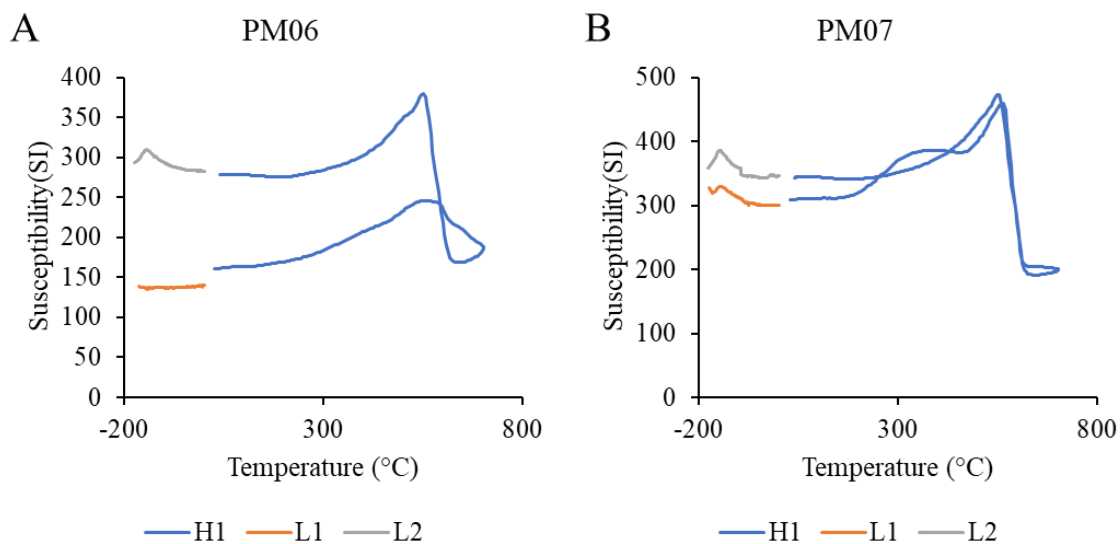 A
PM06
400
350
300
250
200
150
100
50
0
Susceptibility(SI)
-200 300 800
Temperature (°C)
H1 L1 L2
B
PM07
500
400
300
200
100
0
Susceptibility(SI)
-200 300 800
Temperature (°C)
H1 L1 L2